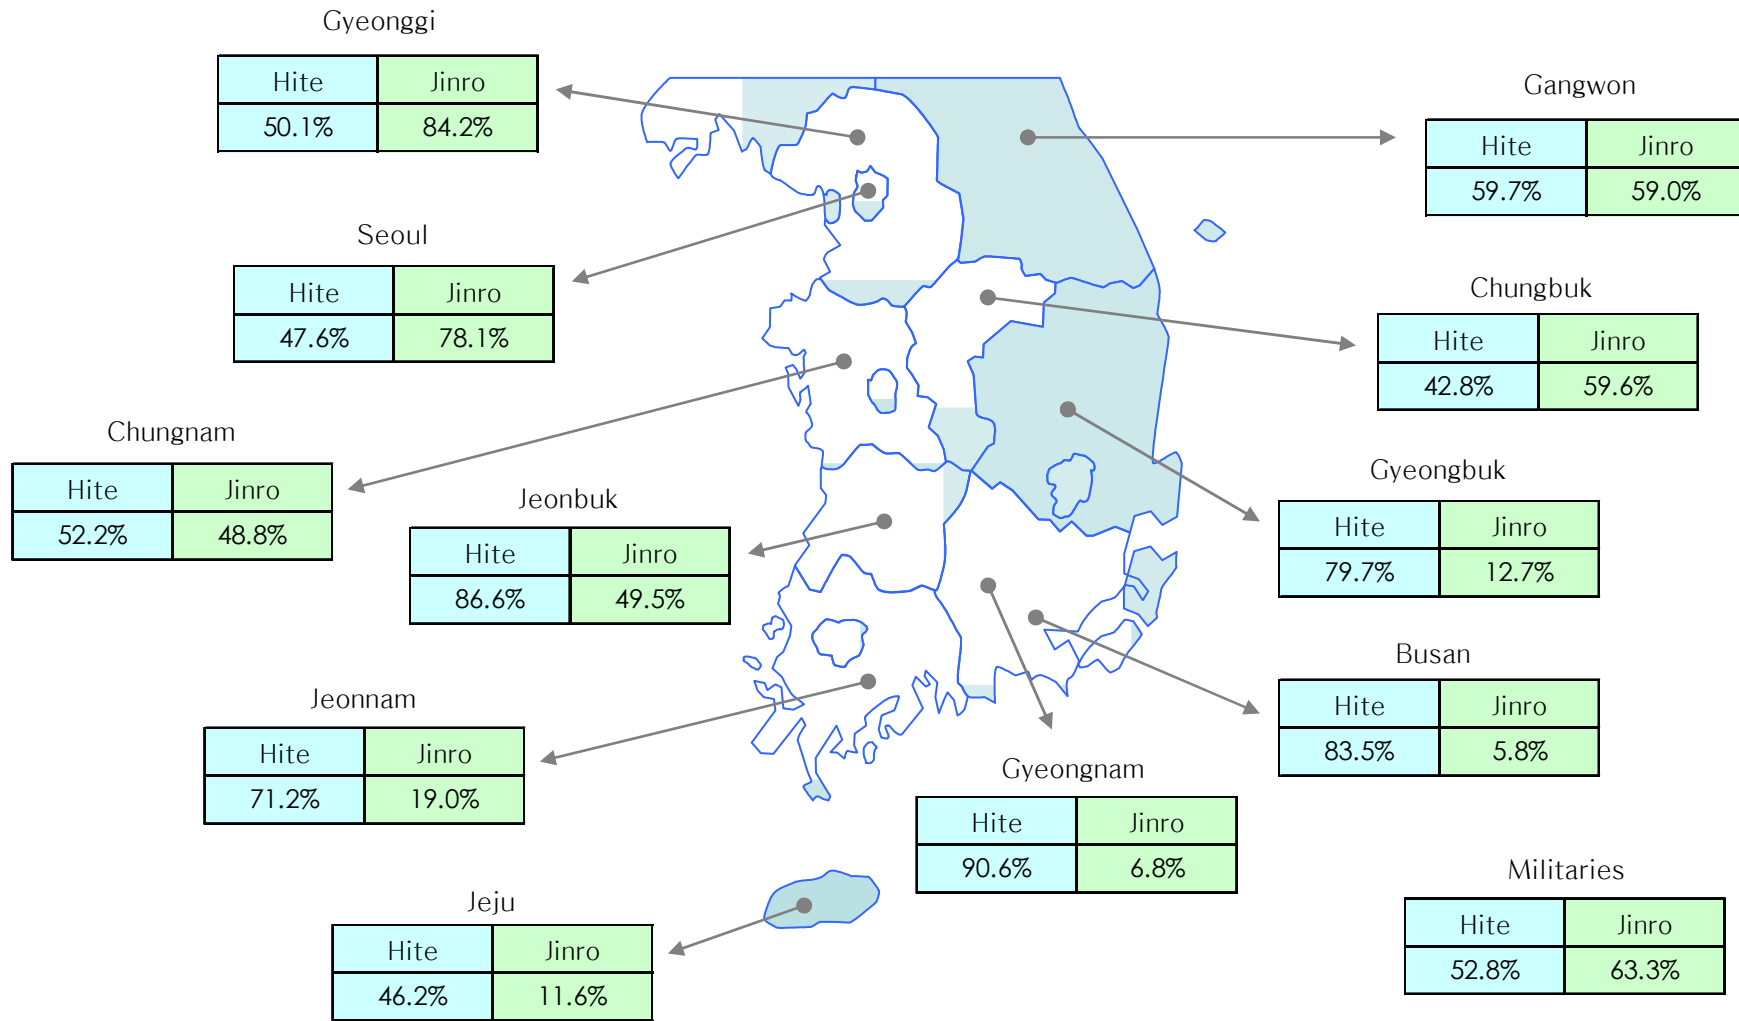 Gyeonggi
Hite Jinro
50.1% 84.2%
Gangwon
Hite Jinro
59.7% 59.0%
Seoul
Hite Jinro
47.6% 78.1%
Chungbuk
Hite Jinro
42.8% 59.6%
Chungnam
Hite Jinro
52.2% 48.8%
Jeonbuk
Hite Jinro
86.6% 49.5%
Gyeongbuk
Hite Jinro
79.7% 12.7%
Busan
Hite Jinro
83.5% 5.8%
Jeonnam
Hite Jinro
71.2% 19.0%
Gyeongnam
Hite Jinro
90.6% 6.8%
Jeju
Hite Jinro
46.2% 11.6%
Militaries
Hite Jinro
52.8% 63.3%